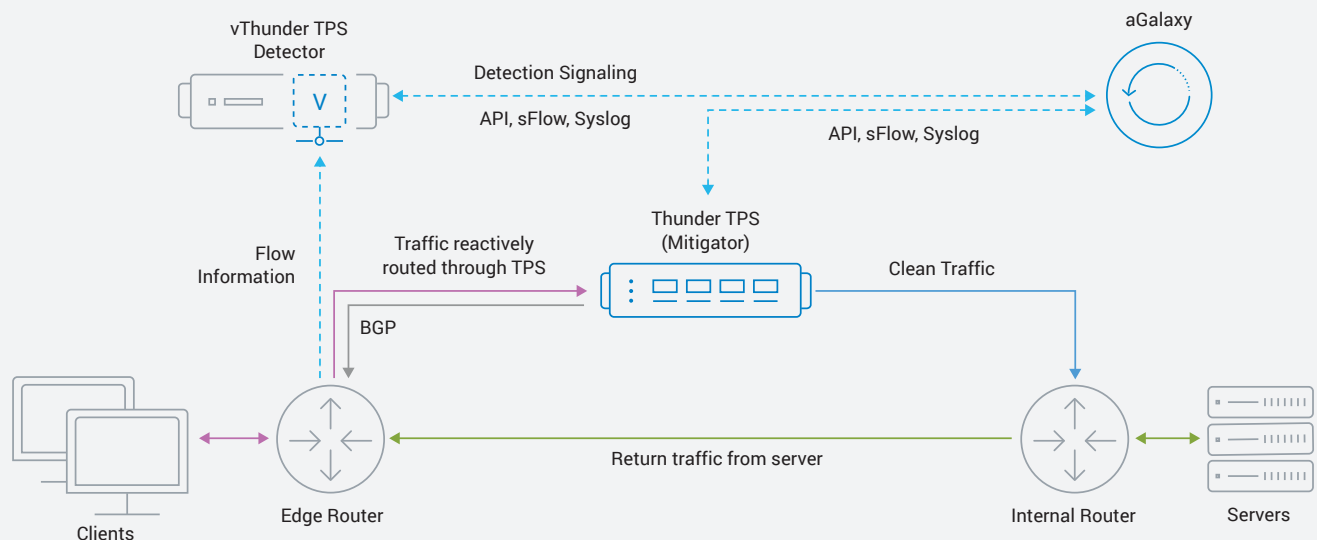 vThunder TPS
Detector
aGalaxy
Detection Signaling
API, sFlow, Syslog
API, sFlow, Syslog
V
Thunder TPS
(Mitigator)
Flow
Information
Traffic reactively
routed through TPS
Clean Traffic
BGP
Return traffic from server
Clients
Edge Router
Internal Router
Servers